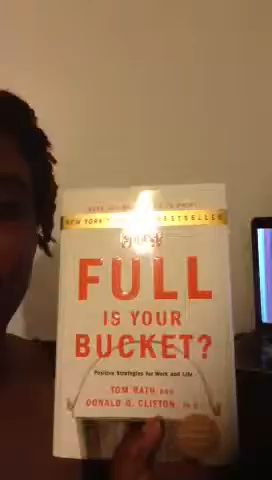 NEW YORK BESTSELLER
HOW
FULL
IS YOUR
BUCKET?
Positive Strategies for Work and Life
TOM RATH AND
DONALD O. CLIFTON, PH.D.